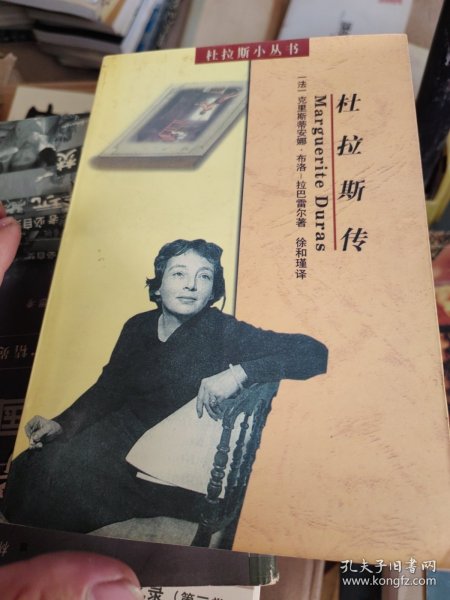 杜拉斯小丛书
杜拉斯传
Marguerite Duras
〔法〕克里斯蒂安娜·布洛-拉巴雷尔著
徐和瑾译
孔夫子旧书网
www.kongfz.com